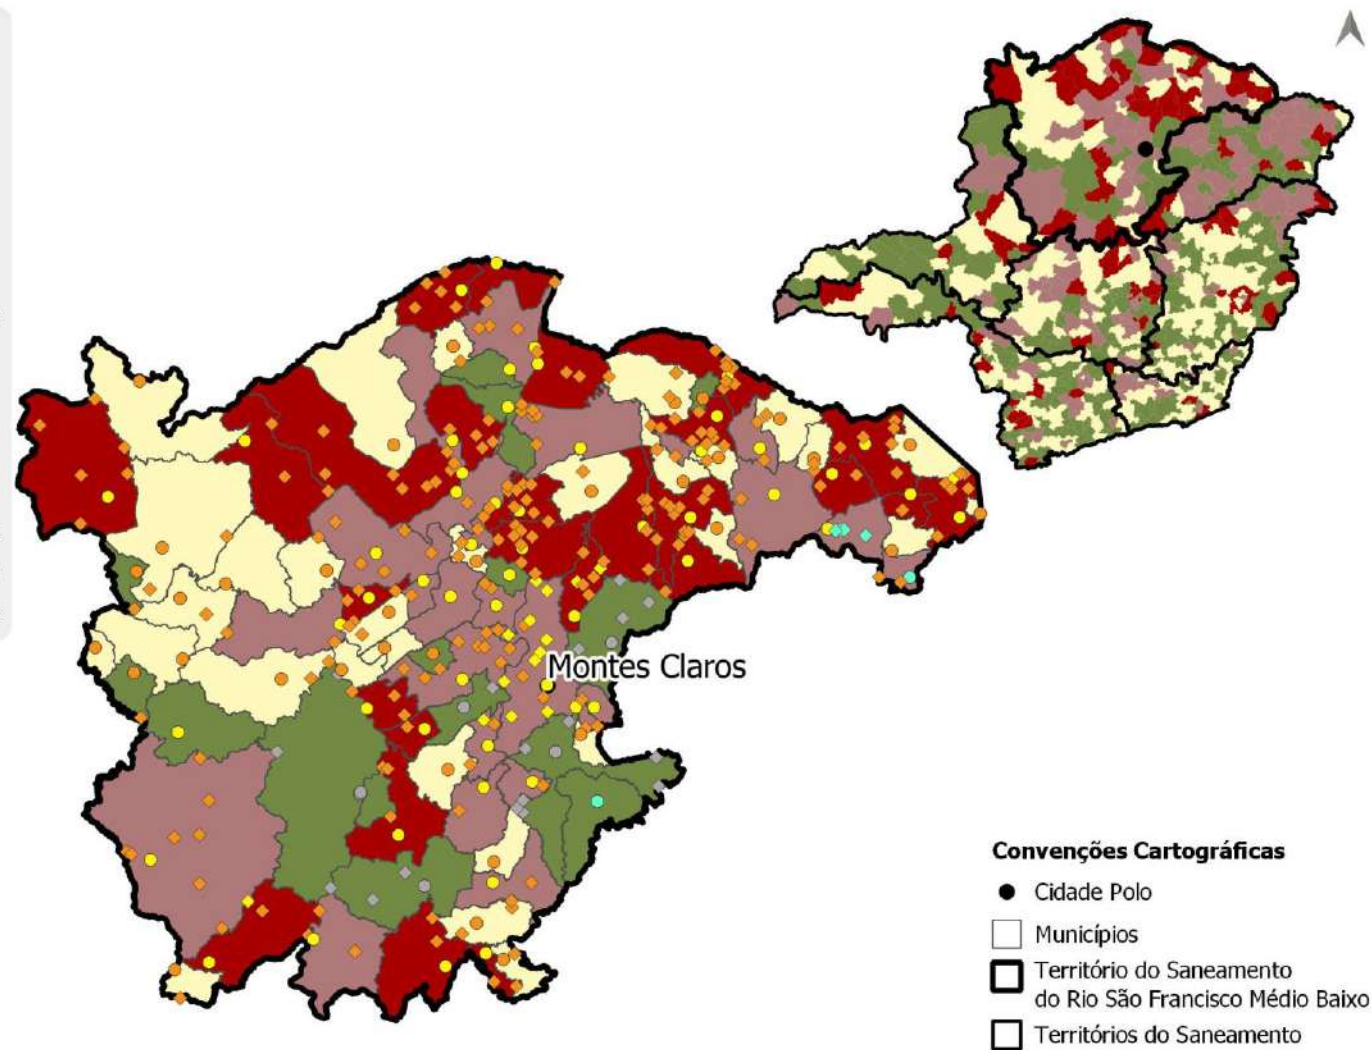 Montes Claros
Convenções Cartográficas
Cidade Polo
Municípios
Território do Saneamento
do Rio São Francisco Médio Baixo
Territórios do Saneamento